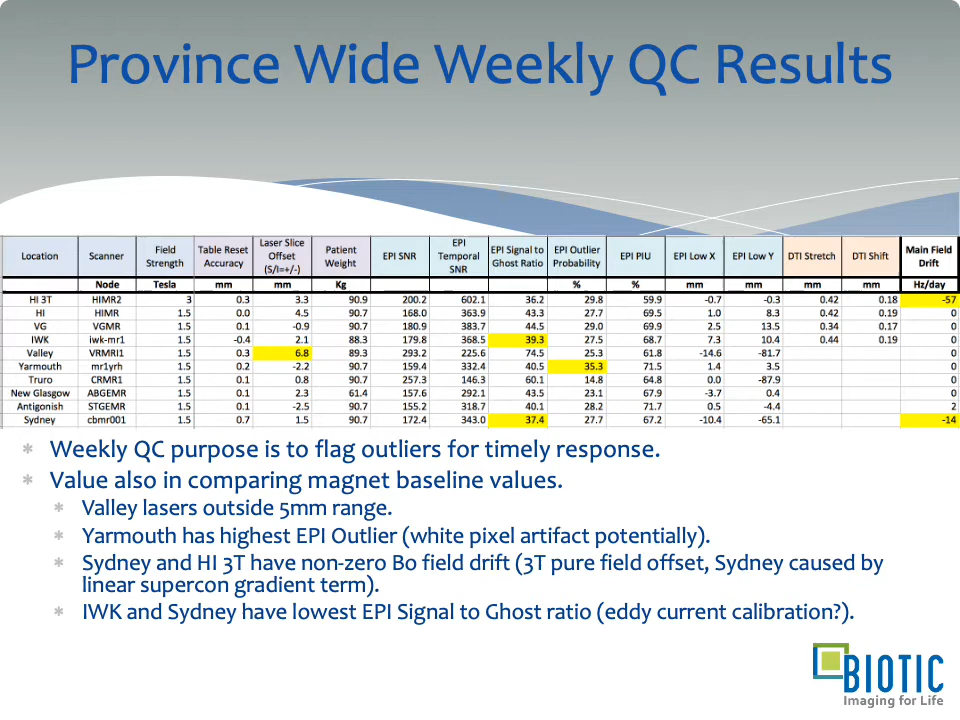 Province Wide Weekly QC Results
Location Scanner Field Strength Table Reset Accuracy Laser Slice Offset (S/I=+/-) Patient Weight EPI SNR EPI Temporal SNR EPI Signal to Ghost Ratio EPI Outlier Probability EPI PIU EPI Low X EPI Low Y DTI Stretch DTI Shift Main Field Drift
Node Tesla mm mm Kg % % mm mm mm mm Hz/day
HI 3T HIMR2 3 0.3 3.3 90.9 200.2 602.1 36.2 29.8 59.9 -0.7 -0.3 0.42 0.18 -57
HI HIMR 1.5 0.0 4.5 90.7 168.0 363.9 43.3 27.7 69.5 1.0 8.3 0.42 0.19 0
VG VGMR 1.5 0.1 -0.9 90.7 180.9 383.7 44.5 29.0 69.9 2.5 13.5 0.34 0.17 0
IWK iwk-mr1 1.5 -0.4 2.1 88.3 179.8 368.5 39.3 27.5 68.7 7.3 10.4 0.44 0.19 0
Valley VRMRI1 1.5 0.3 6.8 89.3 293.2 225.6 74.5 25.3 61.8 -14.6 -81.7 0
Yarmouth mr1yrh 1.5 0.2 -2.2 90.7 159.4 332.4 40.5 35.3 71.5 1.4 3.5 0
Truro CRMR1 1.5 0.1 0.8 90.7 257.3 146.3 60.1 14.8 64.8 0.0 -87.9 0
New Glasgow ABGEMR 1.5 0.1 2.3 61.4 157.6 292.1 43.5 23.1 67.9 -3.7 0.4 0
Antigonish STGEMR 1.5 0.1 -2.5 90.7 155.2 318.7 40.1 28.2 71.7 0.5 -4.4 2
Sydney cbmr001 1.5 0.7 1.5 90.7 172.4 343.0 37.4 27.7 67.2 -10.4 -65.1 -14
* Weekly QC purpose is to flag outliers for timely response.
* Value also in comparing magnet baseline values.
* Valley lasers outside 5mm range.
* Yarmouth has highest EPI Outlier (white pixel artifact potentially).
* Sydney and HI 3T have non-zero Bo field drift (3T pure field offset, Sydney caused by
linear supercon gradient term).
* IWK and Sydney have lowest EPI Signal to Ghost ratio (eddy current calibration?).
BIOTIC
Imaging for Life